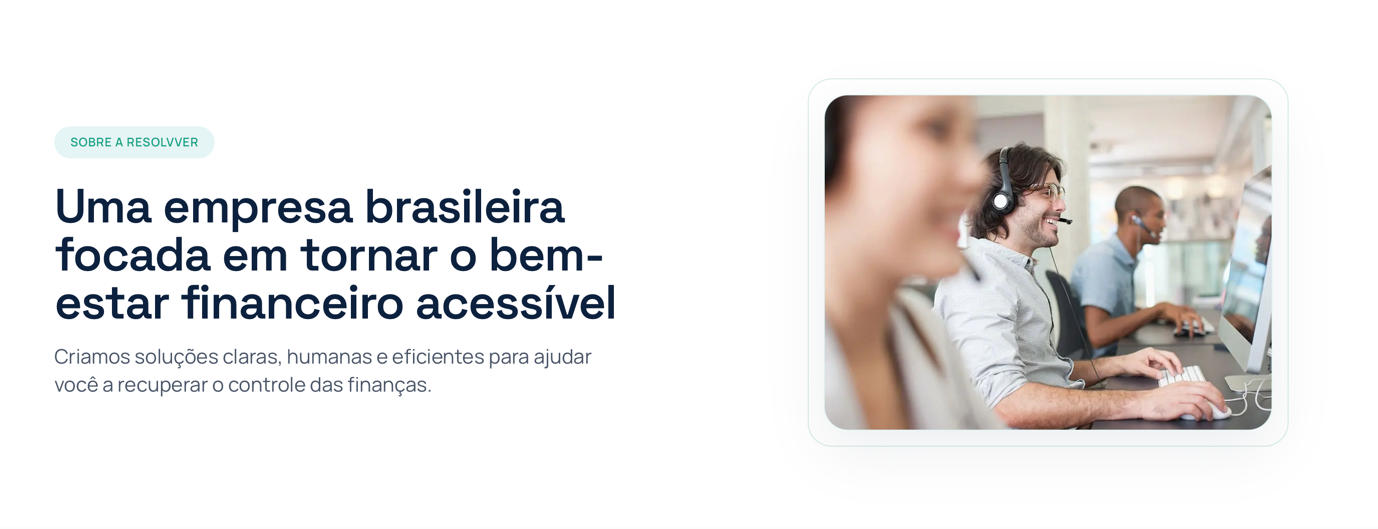 SOBRE A RESOLVVER
Uma empresa brasileira
focada em tornar o bem-
estar financeiro acessível
Criamos soluções claras, humanas e eficientes para ajudar
você a recuperar o controle das finanças.